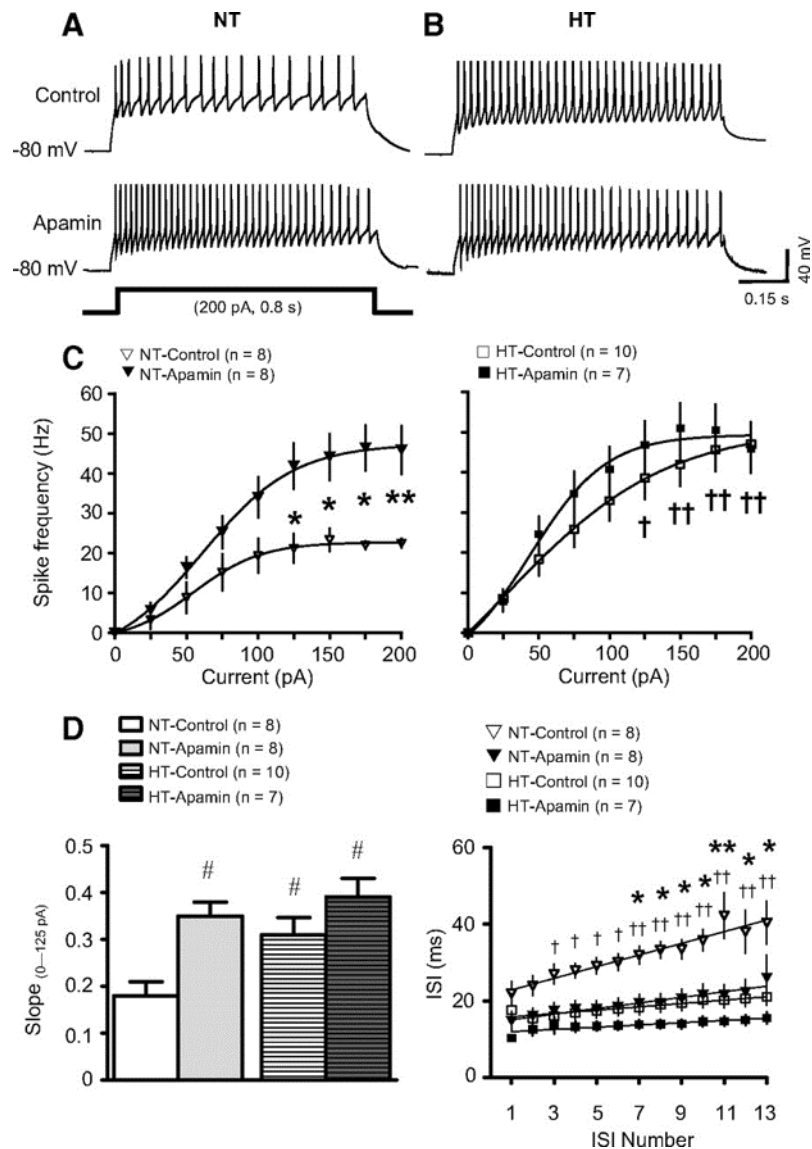 A NT B HT
Control
-80 mV
Apamin
-80 mV
40 mV
(200 pA, 0.8 s)
0.15 s
C ▽ NT-Control (n = 8)
▼ NT-Apamin (n = 8)
□ HT-Control (n = 10)
■ HT-Apamin (n = 7)
Spike frequency (Hz)
60
50
40
30
20
10
0
* * * **
† †† †† ††
0 50 100 150 200
Current (pA)
0 50 100 150 200
Current (pA)
D NT-Control (n = 8)
NT-Apamin (n = 8)
HT-Control (n = 10)
HT-Apamin (n = 7)
Slope (0—125 pA)
0.5
0.4
0.3
0.2
0.1
0
# # #
▽ NT-Control (n = 8)
▼ NT-Apamin (n = 8)
□ HT-Control (n = 10)
■ HT-Apamin (n = 7)
ISI (ms)
60
40
20
0
* * * * ** * *
† † † † †† †† †† †† †† †† ††
1 3 5 7 9 11 13
ISI Number